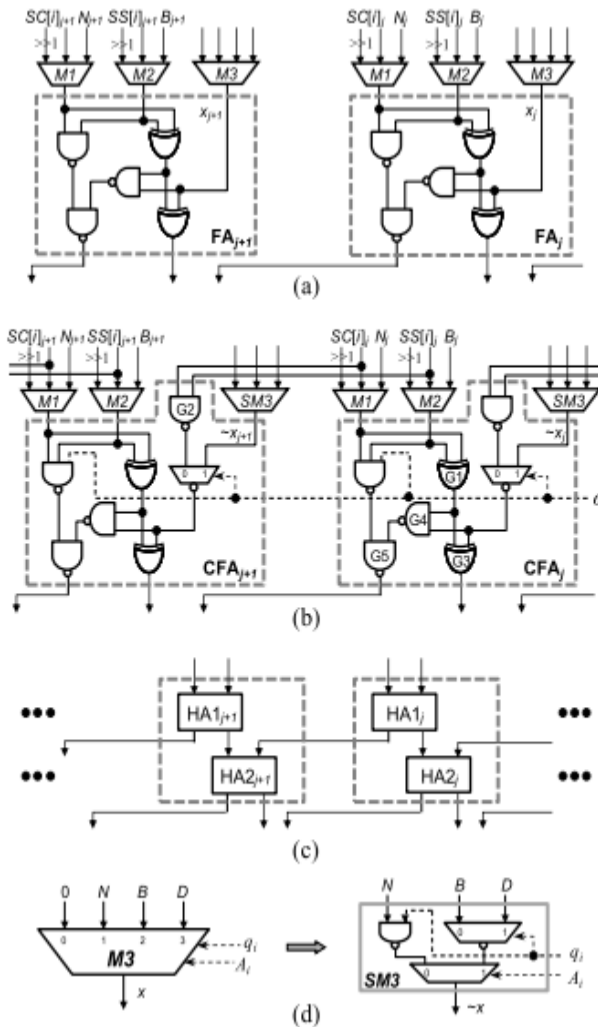 SC[i]j+1 Nj+1 SS[i]j+1 Bj+1 SC[i]j Nj SS[i]j Bj
>>1 >>1 >>1 >>1
M1 M2 M3 M1 M2 M3
xj+1 xj
FAj+1 FAj
(a)
SC[i]j+1 Nj+1 SS[i]j+1 Bj+1 SC[i]j Nj SS[i]j Bj
>>1 >>1 >>1 >>1
M1 M2 G2 SM3 M1 M2 SM3
~xj+1 ~xj
0 1 G1 0 1
G4
G5 G3
CFAj+1 CFAj
(b)
HA1j+1 HA1j
HA2j+1 HA2j
(c)
0 N B D N B D
0 1 2 3
M3 qi qi
Ai 0 1 Ai
x SM3 ~x
(d)